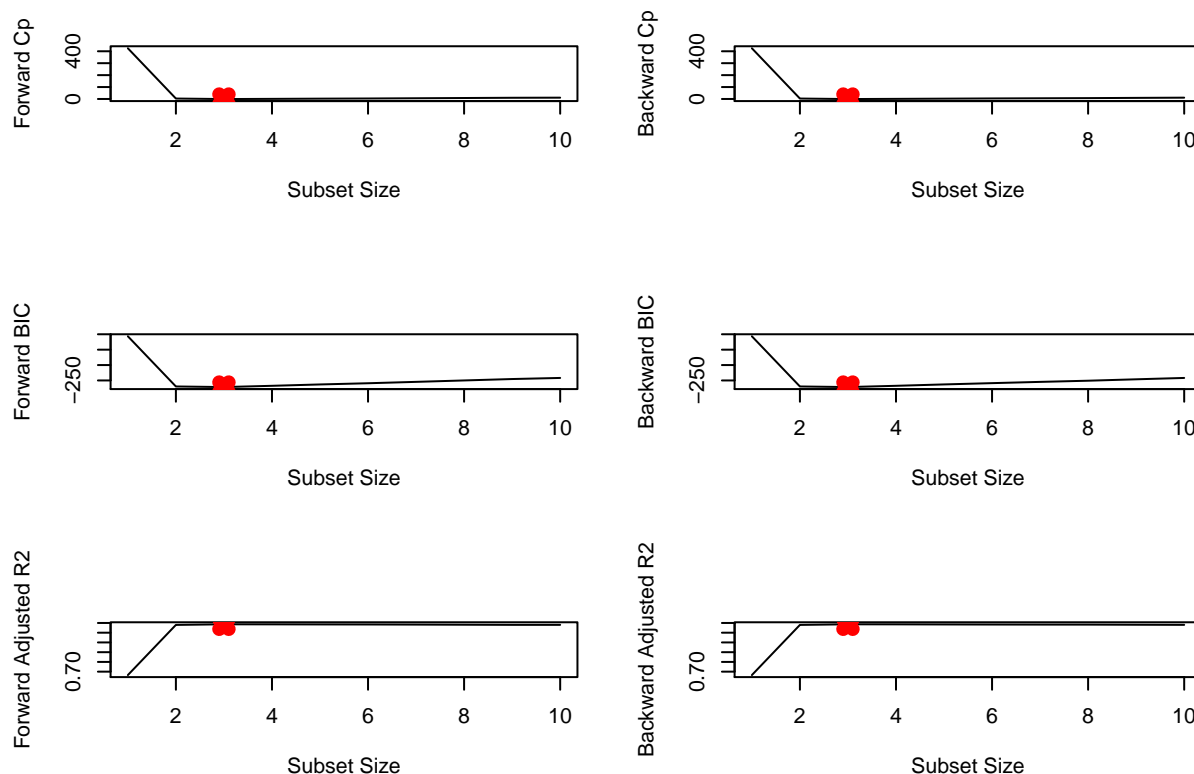 Forward Cp
400
0
2 4 6 8 10
Subset Size
Backward Cp
400
0
2 4 6 8 10
Subset Size
Forward BIC
−250
2 4 6 8 10
Subset Size
Backward BIC
−250
2 4 6 8 10
Subset Size
Forward Adjusted R2
0.70
2 4 6 8 10
Subset Size
Backward Adjusted R2
0.70
2 4 6 8 10
Subset Size